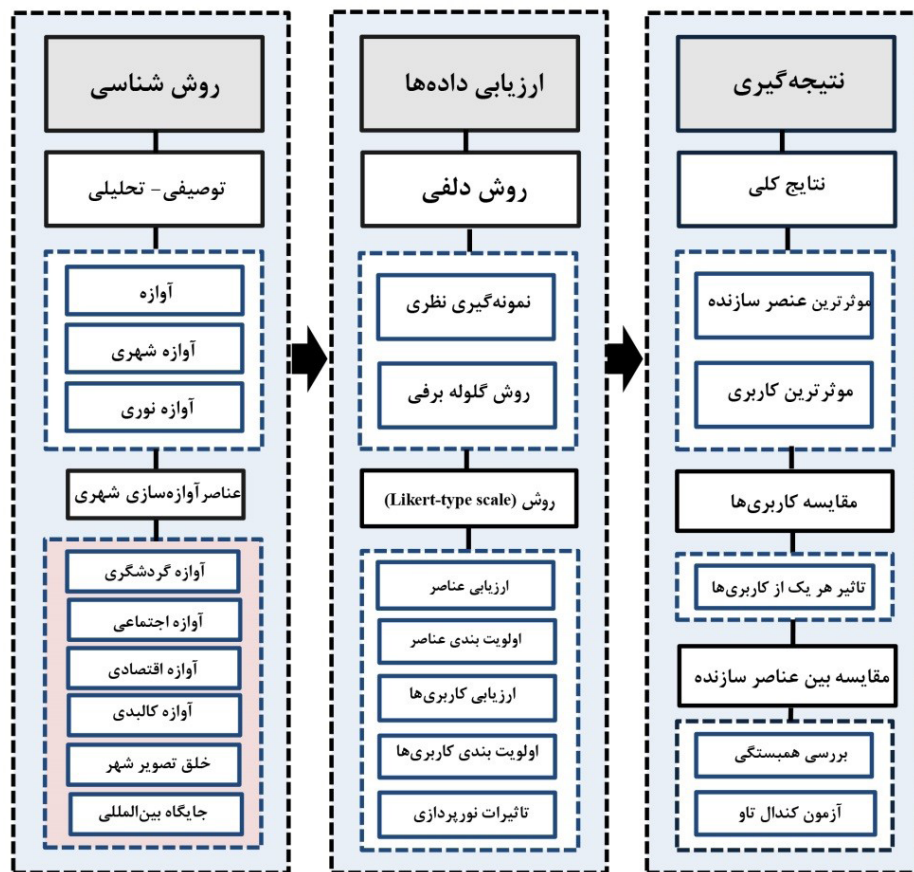 روش شناسی
توصیفی- تحلیلی
آوازه
آوازه شهری
آوازه نوری
عناصر آوازه‌سازی شهری
آوازه گردشگری
آوازه اجتماعی
آوازه اقتصادی
آوازه کالبدی
خلق تصویر شهر
جایگاه بین‌المللی
ارزیابی داده‌ها
روش دلفی
نمونه‌گیری نظری
روش گلوله برفی
روش (Likert-type scale)
ارزیابی عناصر
اولویت بندی عناصر
ارزیابی کاربری‌ها
اولویت بندی کاربری‌ها
تاثیرات نورپردازی
نتیجه‌گیری
نتایج کلی
موثرترین عنصر سازنده
موثرترین کاربری
مقایسه کاربری‌ها
تاثیر هر یک از کاربری‌ها
مقایسه بین عناصر سازنده
بررسی همبستگی
آزمون کندال تاو